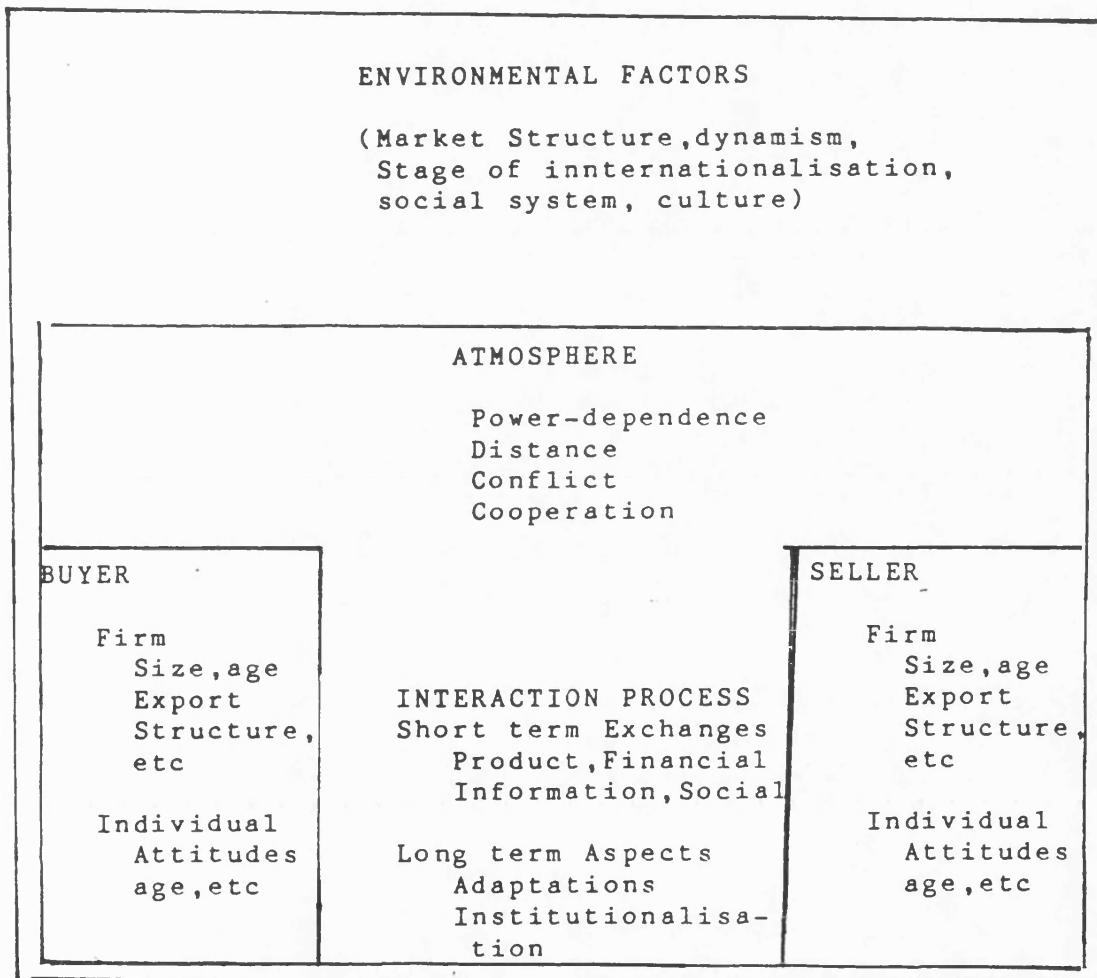 ENVIRONMENTAL FACTORS
(Market Structure,dynamism,
Stage of innternationalisation,
social system, culture)
ATMOSPHERE
Power-dependence
Distance
Conflict
Cooperation
BUYER
Firm
Size,age
Export
Structure,
etc
Individual
Attitudes
age,etc
INTERACTION PROCESS
Short term Exchanges
Product,Financial
Information,Social
Long term Aspects
Adaptations
Institutionalisa-
tion
SELLER
Firm
Size,age
Export
Structure,
etc
Individual
Attitudes
age,etc